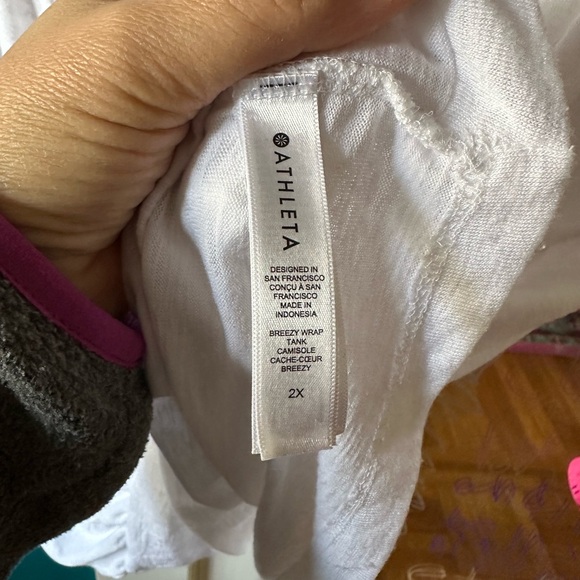 ATHLETA
DESIGNED IN
SAN FRANCISCO
CONÇU À SAN
FRANCISCO
MADE IN
INDONESIA
BREEZY WRAP
TANK
CAMISOLE
CACHE-CŒUR
BREEZY
2X